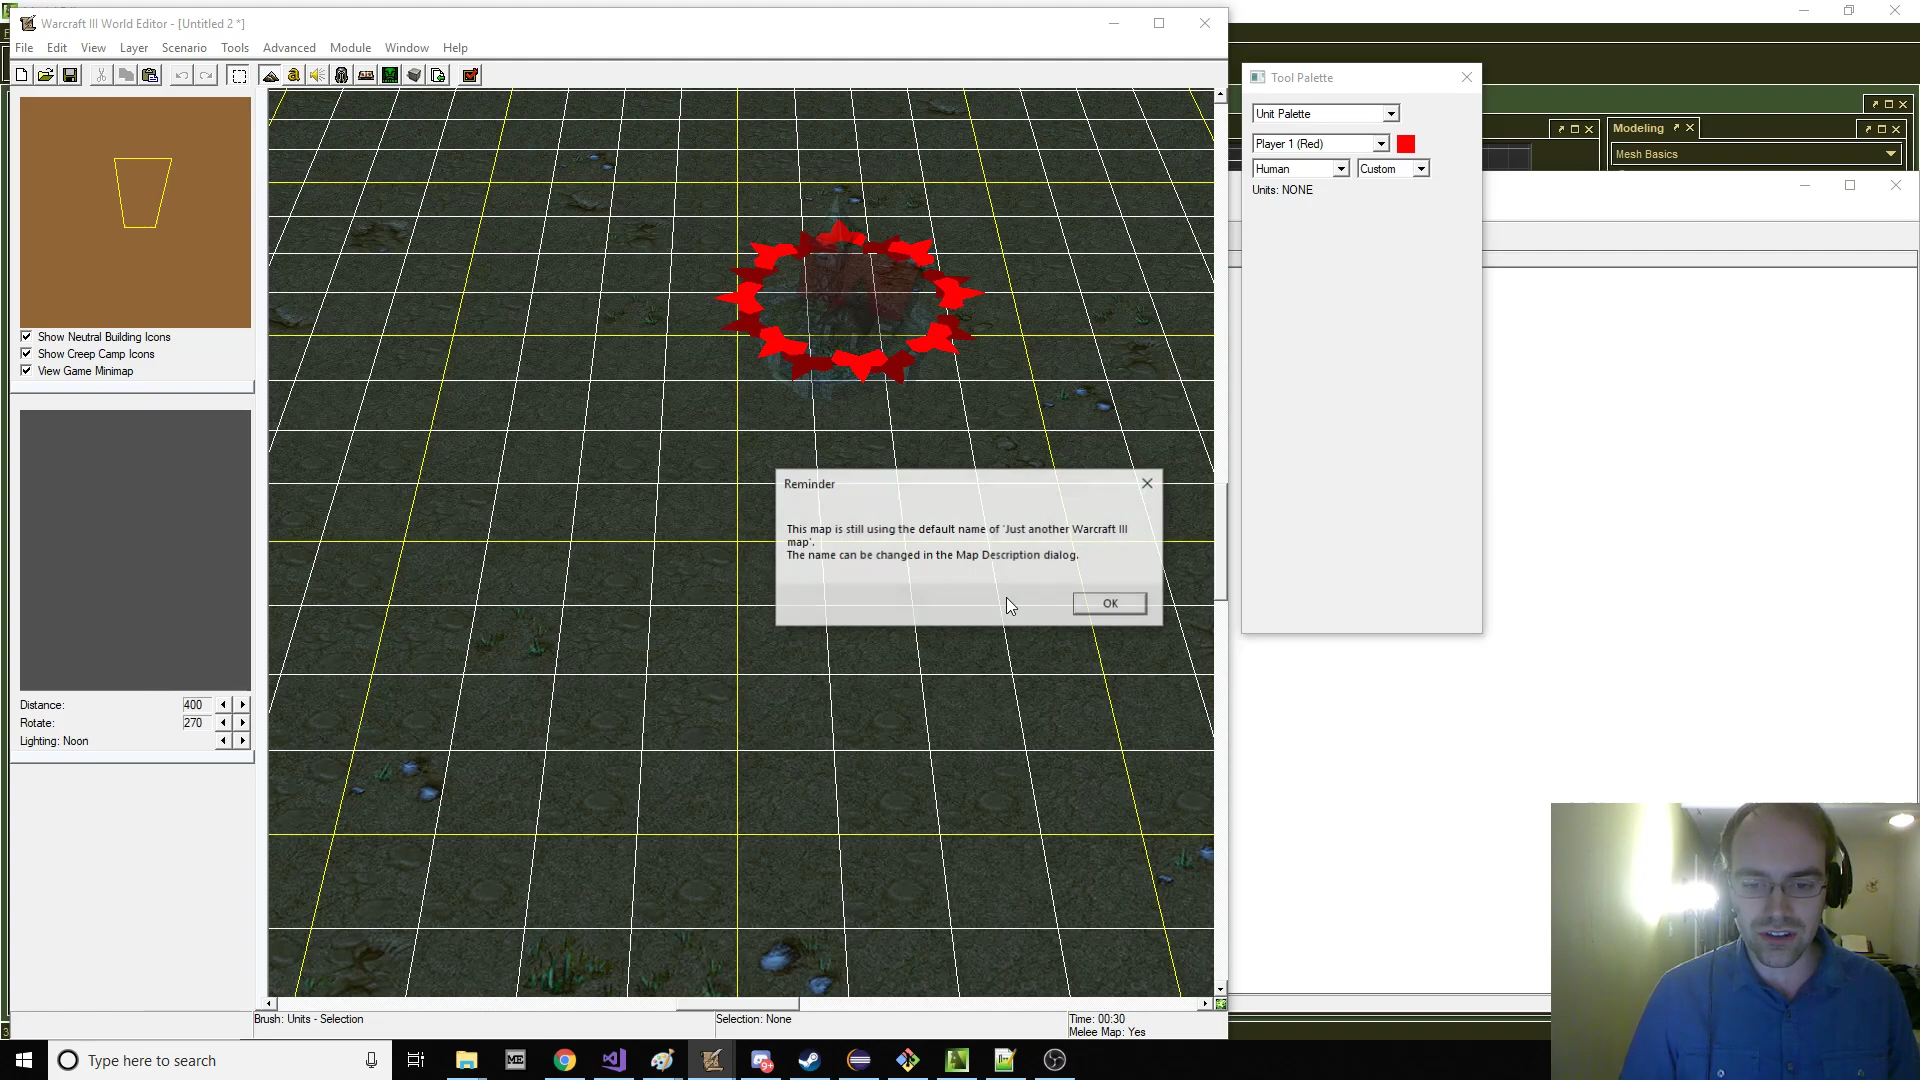 Warcraft III World Editor - [Untitled 2 *]
File Edit View Layer Scenario Tools Advanced Module Window Help
Tool Palette
Unit Palette
Player 1 (Red)
Human Custom
Units: NONE
Modeling
Mesh Basics
Show Neutral Building Icons
Show Creep Camp Icons
View Game Minimap
Reminder
This map is still using the default name of 'Just another Warcraft III
map'.
The name can be changed in the Map Description dialog.
OK
Distance: 400
Rotate: 270
Lighting: Noon
Brush: Units - Selection
Selection: None
Time: 00:30
Melee Map: Yes
Type here to search